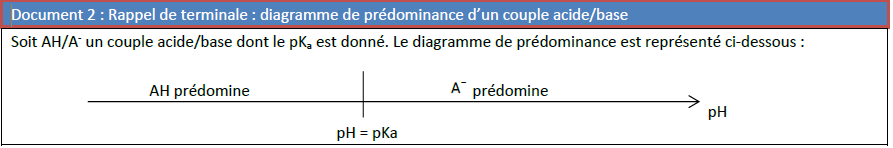 Document 2 : Rappel de terminale : diagramme de prédominance d’un couple acide/base
Soit AH/A⁻ un couple acide/base dont le pKₐ est donné. Le diagramme de prédominance est représenté ci-dessous :
AH prédomine A⁻ prédomine
pH
pH = pKa